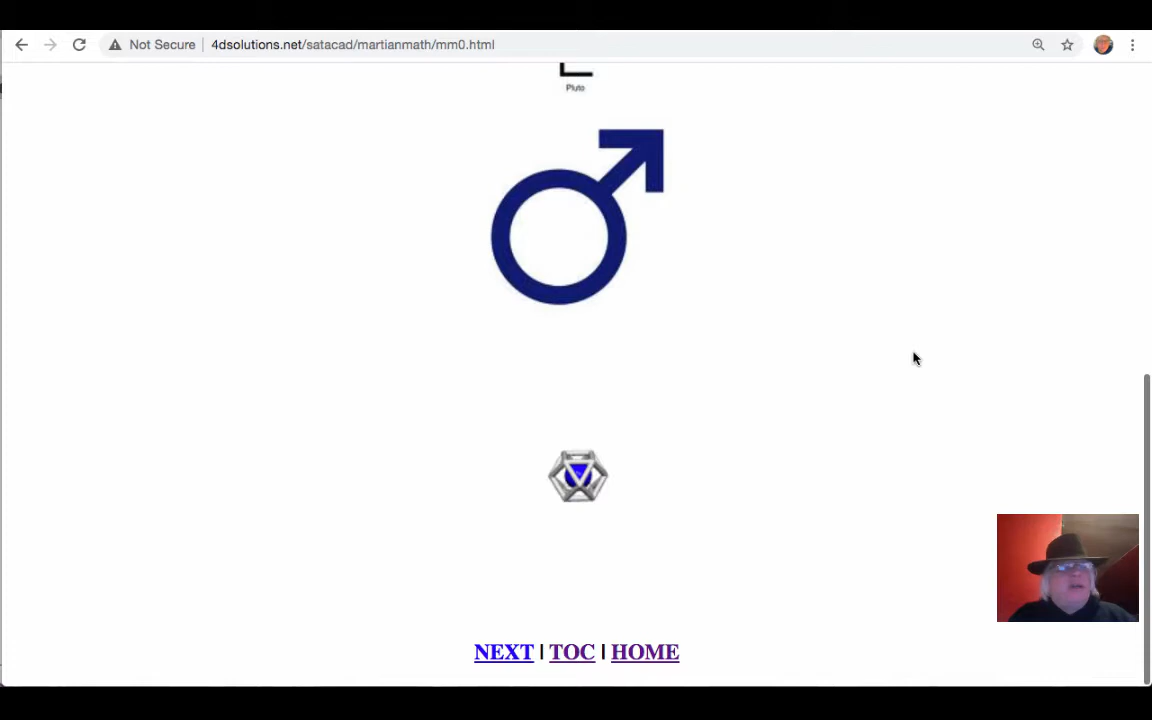 Not Secure
4dsolutions.net/satacad/martianmath/mm0.html
Pluto
NEXT | TOC | HOME